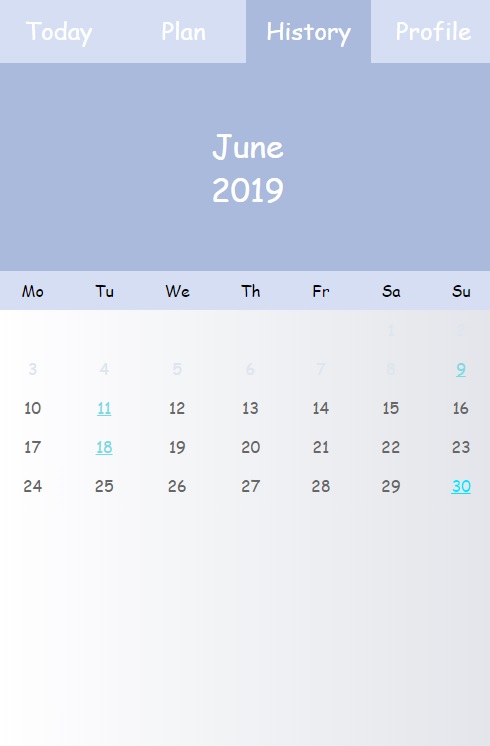 Today Plan History Profile
June
2019
Mo Tu We Th Fr Sa Su
1 2
3 4 5 6 7 8 9
10 11 12 13 14 15 16
17 18 19 20 21 22 23
24 25 26 27 28 29 30